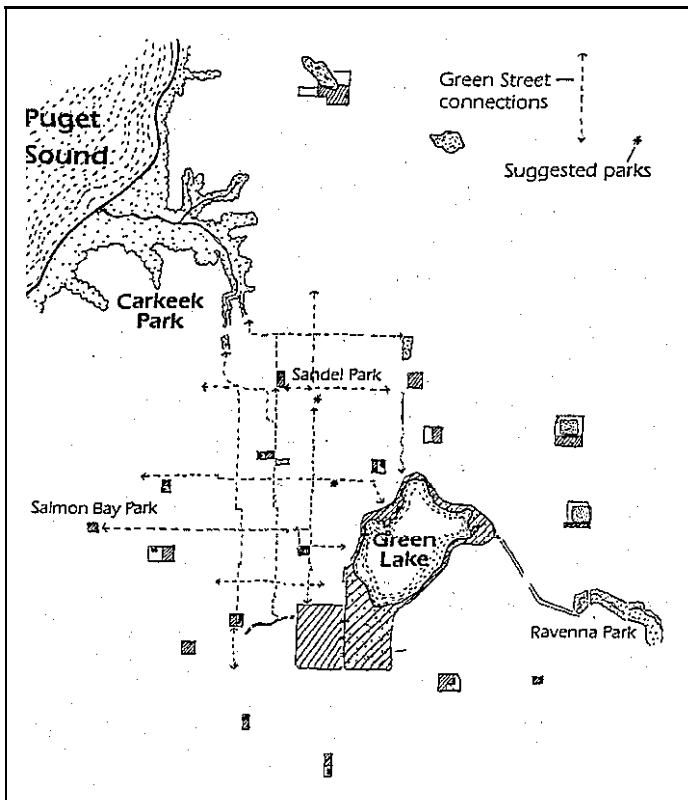 Puget
Sound
Green Street
connections
Suggested parks
Carkeek
Park
Sandel Park
Salmon Bay Park
Green
Lake
Ravenna Park